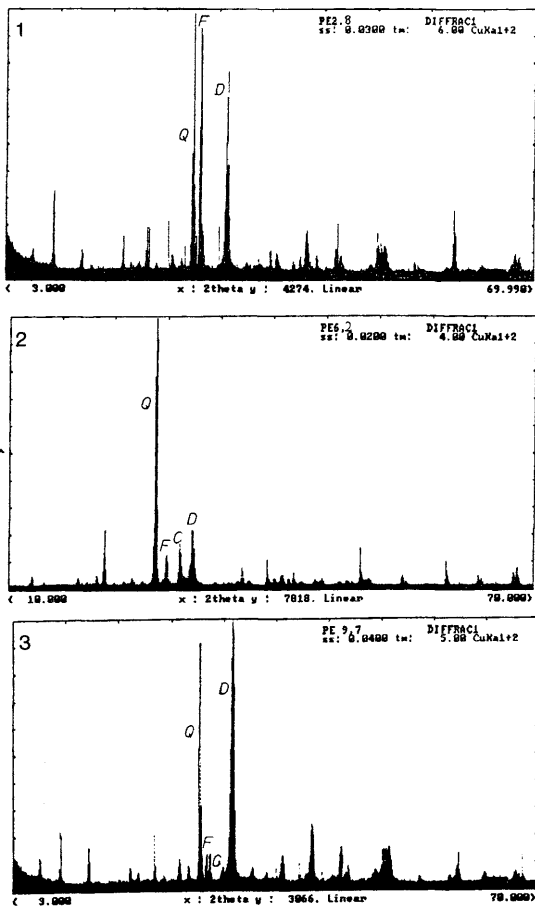 1
PE2.8 DIFFRAC1
ss: 0.0300 tm: 6.00 CuKa1+2
F
D
Q
< 3.000 x : 2theta y : 4274. Linear 69.990>
2
PE6,2 DIFFRAC1
ss: 0.0200 tm: 4.00 CuKa1+2
Q
F C D
< 10.000 x : 2theta y : 7818. Linear 70.000>
3
PE 9,7 DIFFRAC1
ss: 0.0400 tm: 5.00 CuKa1+2
D
Q
F
C
< 3.000 x : 2theta y : 3066. Linear 70.000>